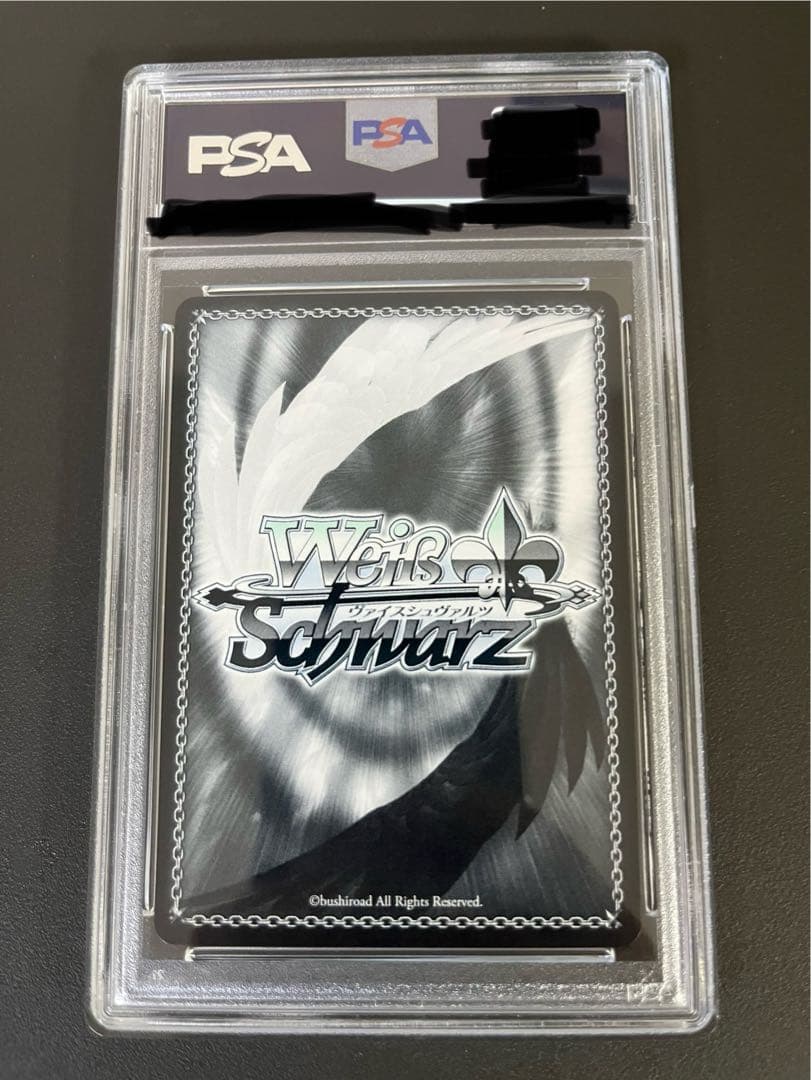 PSA
PSA
Weiß
ヴァイスシュヴァルツ
Schwarz
©bushiroad All Rights Reserved.